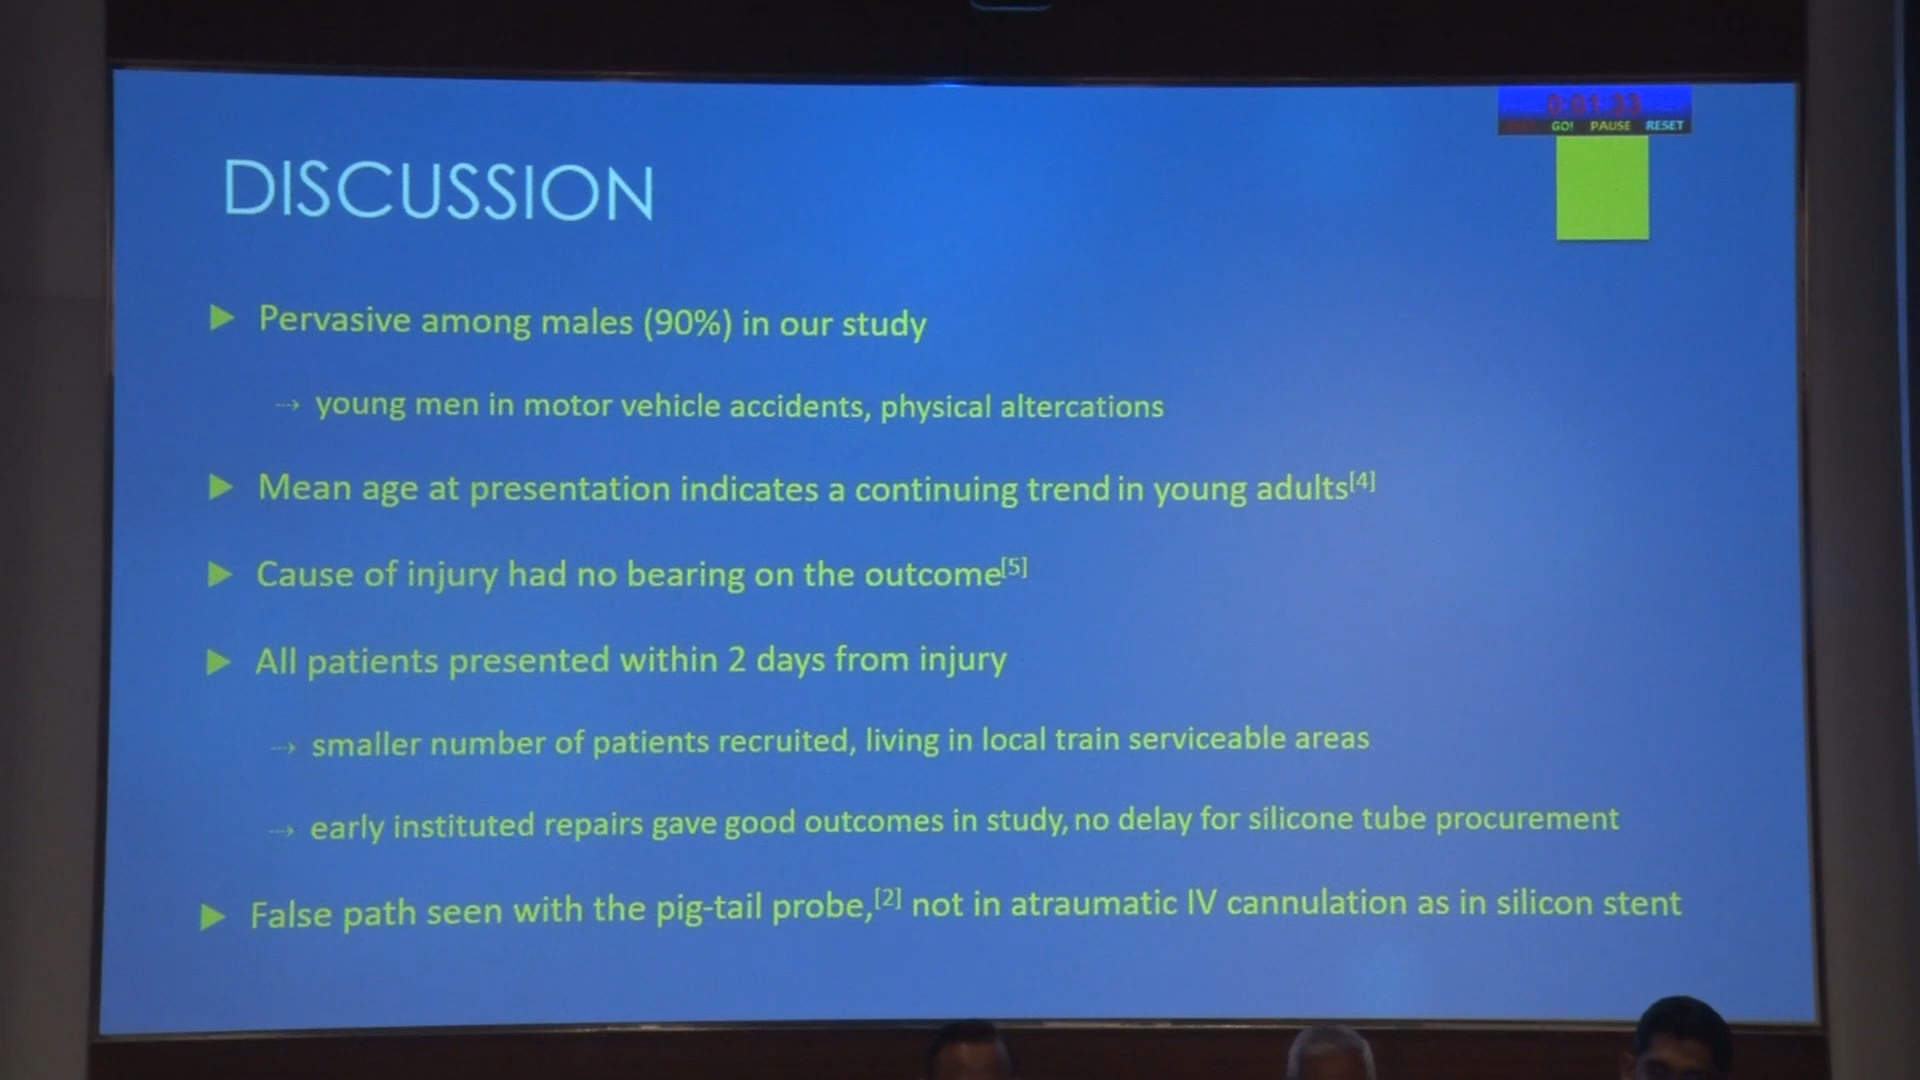 0:01:33
GO! PAUSE RESET
DISCUSSION
Pervasive among males (90%) in our study
young men in motor vehicle accidents, physical altercations
Mean age at presentation indicates a continuing trend in young adults[4]
Cause of injury had no bearing on the outcome[5]
All patients presented within 2 days from injury
smaller number of patients recruited, living in local train serviceable areas
early instituted repairs gave good outcomes in study, no delay for silicone tube procurement
False path seen with the pig-tail probe,[2] not in atraumatic IV cannulation as in silicon stent